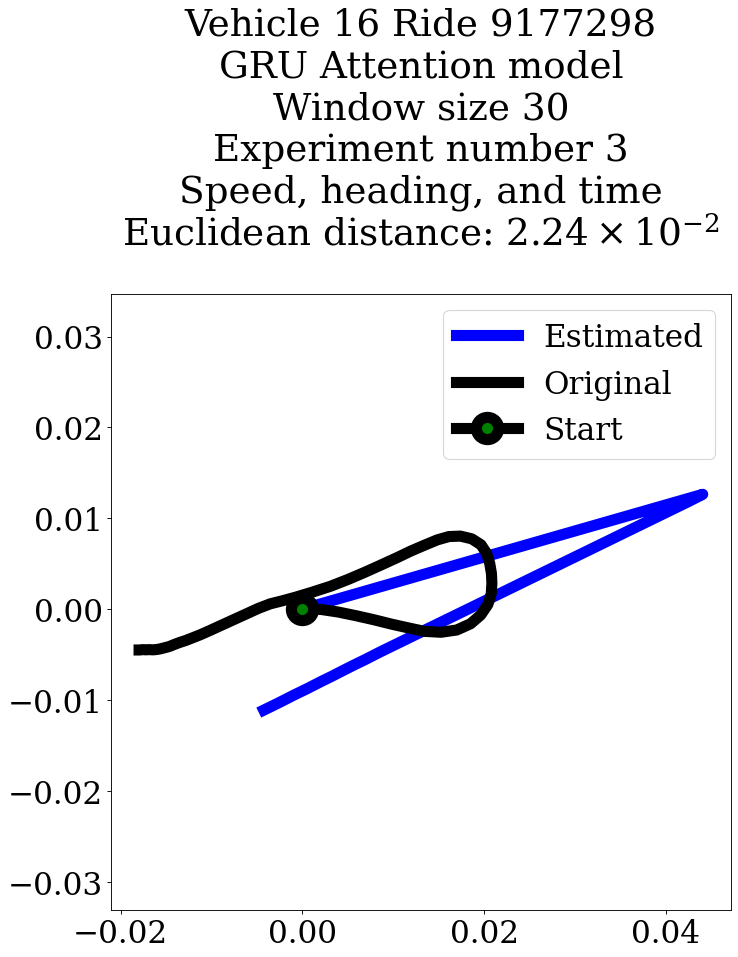 Vehicle 16 Ride 9177298
GRU Attention model
Window size 30
Experiment number 3
Speed, heading, and time
Euclidean distance: 2.24 × 10⁻²
Estimated
Original
Start
0.03
0.02
0.01
0.00
−0.01
−0.02
−0.03
−0.02 0.00 0.02 0.04